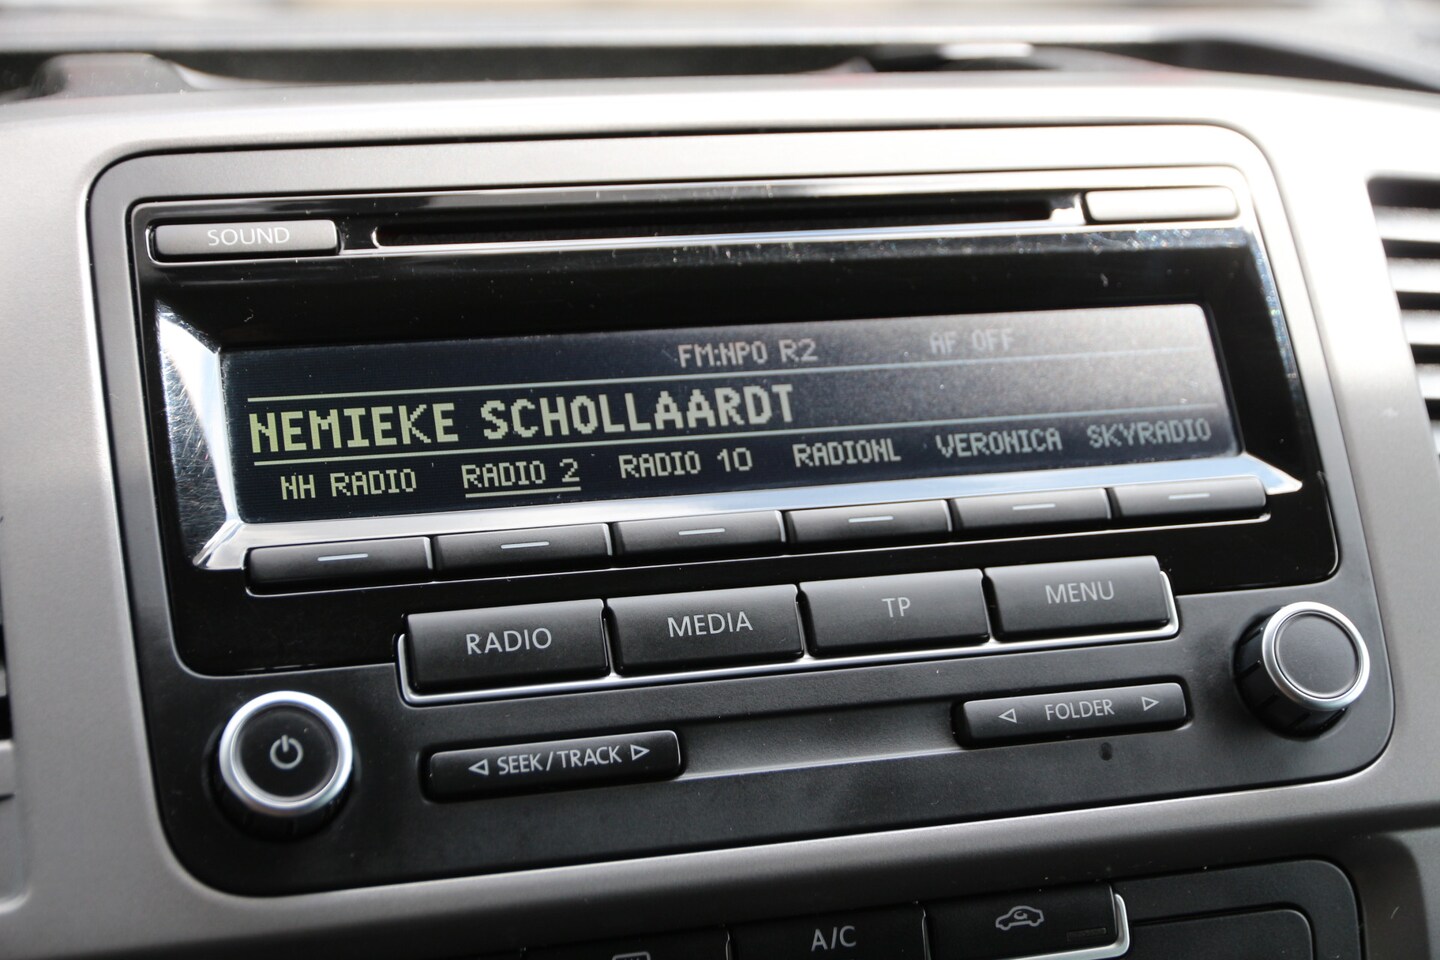 SOUND
FM:NPO R2 AF OFF
NEMIEKE SCHOLLAARDT
NH RADIO RADIO 2 RADIO 10 RADIONL VERONICA SKYRADIO
RADIO MEDIA TP MENU
SEEK/TRACK FOLDER
A/C